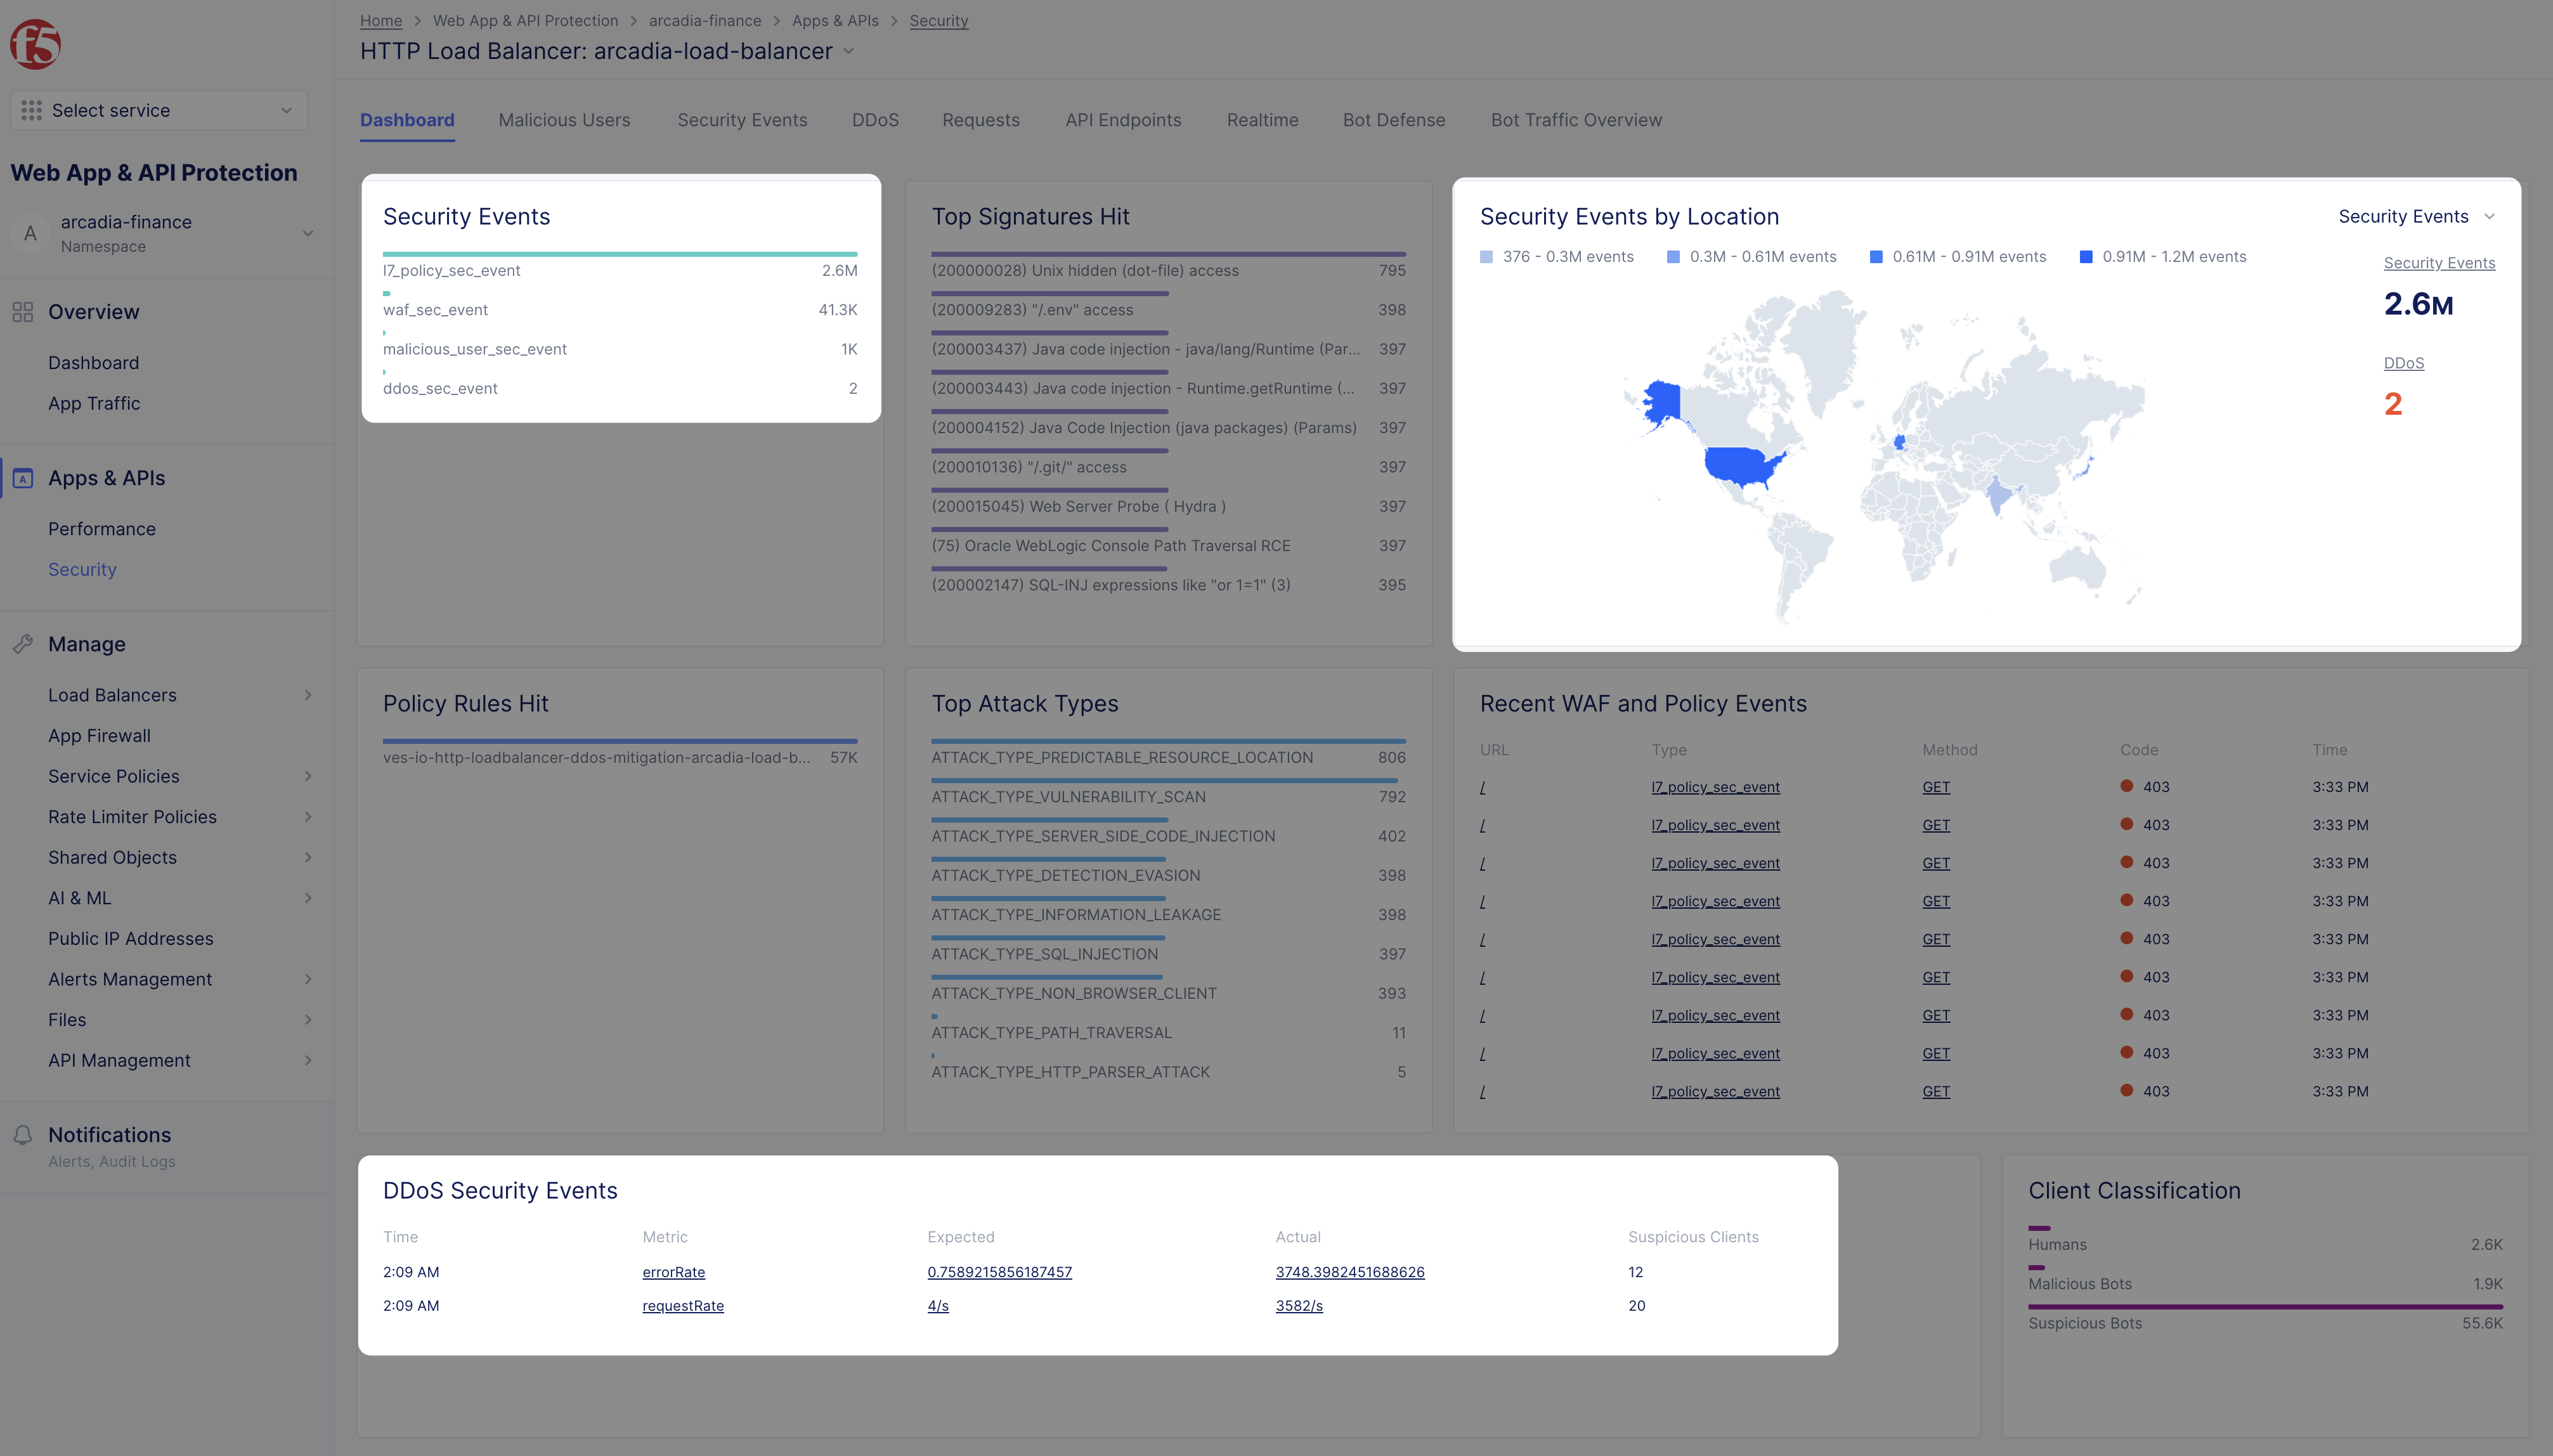 f5
Select service
Web App & API Protection
A
arcadia-finance
Namespace
Overview
Dashboard
App Traffic
Apps & APIs
Performance
Security
Manage
Load Balancers
App Firewall
Service Policies
Rate Limiter Policies
Shared Objects
AI & ML
Public IP Addresses
Alerts Management
Files
API Management
Notifications
Alerts, Audit Logs
Home > Web App & API Protection > arcadia-finance > Apps & APIs > Security
HTTP Load Balancer: arcadia-load-balancer
Dashboard Malicious Users Security Events DDoS Requests API Endpoints Realtime Bot Defense Bot Traffic Overview
Security Events
l7_policy_sec_event 2.6M
waf_sec_event 41.3K
malicious_user_sec_event 1K
ddos_sec_event 2
Top Signatures Hit
(200000028) Unix hidden (dot-file) access 795
(200009283) "/.env" access 398
(200003437) Java code injection - java/lang/Runtime (Par... 397
(200003443) Java code injection - Runtime.getRuntime (... 397
(200004152) Java Code Injection (java packages) (Params) 397
(200010136) "/.git/" access 397
(200015045) Web Server Probe ( Hydra ) 397
(75) Oracle WebLogic Console Path Traversal RCE 397
(200002147) SQL-INJ expressions like "or 1=1" (3) 395
Security Events by Location
Security Events
376 - 0.3M events 0.3M - 0.61M events 0.61M - 0.91M events 0.91M - 1.2M events
Security Events
2.6M
DDoS
2
Policy Rules Hit
ves-io-http-loadbalancer-ddos-mitigation-arcadia-load-b... 57K
Top Attack Types
ATTACK_TYPE_PREDICTABLE_RESOURCE_LOCATION 806
ATTACK_TYPE_VULNERABILITY_SCAN 792
ATTACK_TYPE_SERVER_SIDE_CODE_INJECTION 402
ATTACK_TYPE_DETECTION_EVASION 398
ATTACK_TYPE_INFORMATION_LEAKAGE 398
ATTACK_TYPE_SQL_INJECTION 397
ATTACK_TYPE_NON_BROWSER_CLIENT 393
ATTACK_TYPE_PATH_TRAVERSAL 11
ATTACK_TYPE_HTTP_PARSER_ATTACK 5
Recent WAF and Policy Events
URL Type Method Code Time
/ l7_policy_sec_event GET 403 3:33 PM
/ l7_policy_sec_event GET 403 3:33 PM
/ l7_policy_sec_event GET 403 3:33 PM
/ l7_policy_sec_event GET 403 3:33 PM
/ l7_policy_sec_event GET 403 3:33 PM
/ l7_policy_sec_event GET 403 3:33 PM
/ l7_policy_sec_event GET 403 3:33 PM
/ l7_policy_sec_event GET 403 3:33 PM
/ l7_policy_sec_event GET 403 3:33 PM
DDoS Security Events
Time Metric Expected Actual Suspicious Clients
2:09 AM errorRate 0.7589215856187457 3748.3982451688626 12
2:09 AM requestRate 4/s 3582/s 20
Client Classification
Humans 2.6K
Malicious Bots 1.9K
Suspicious Bots 55.6K